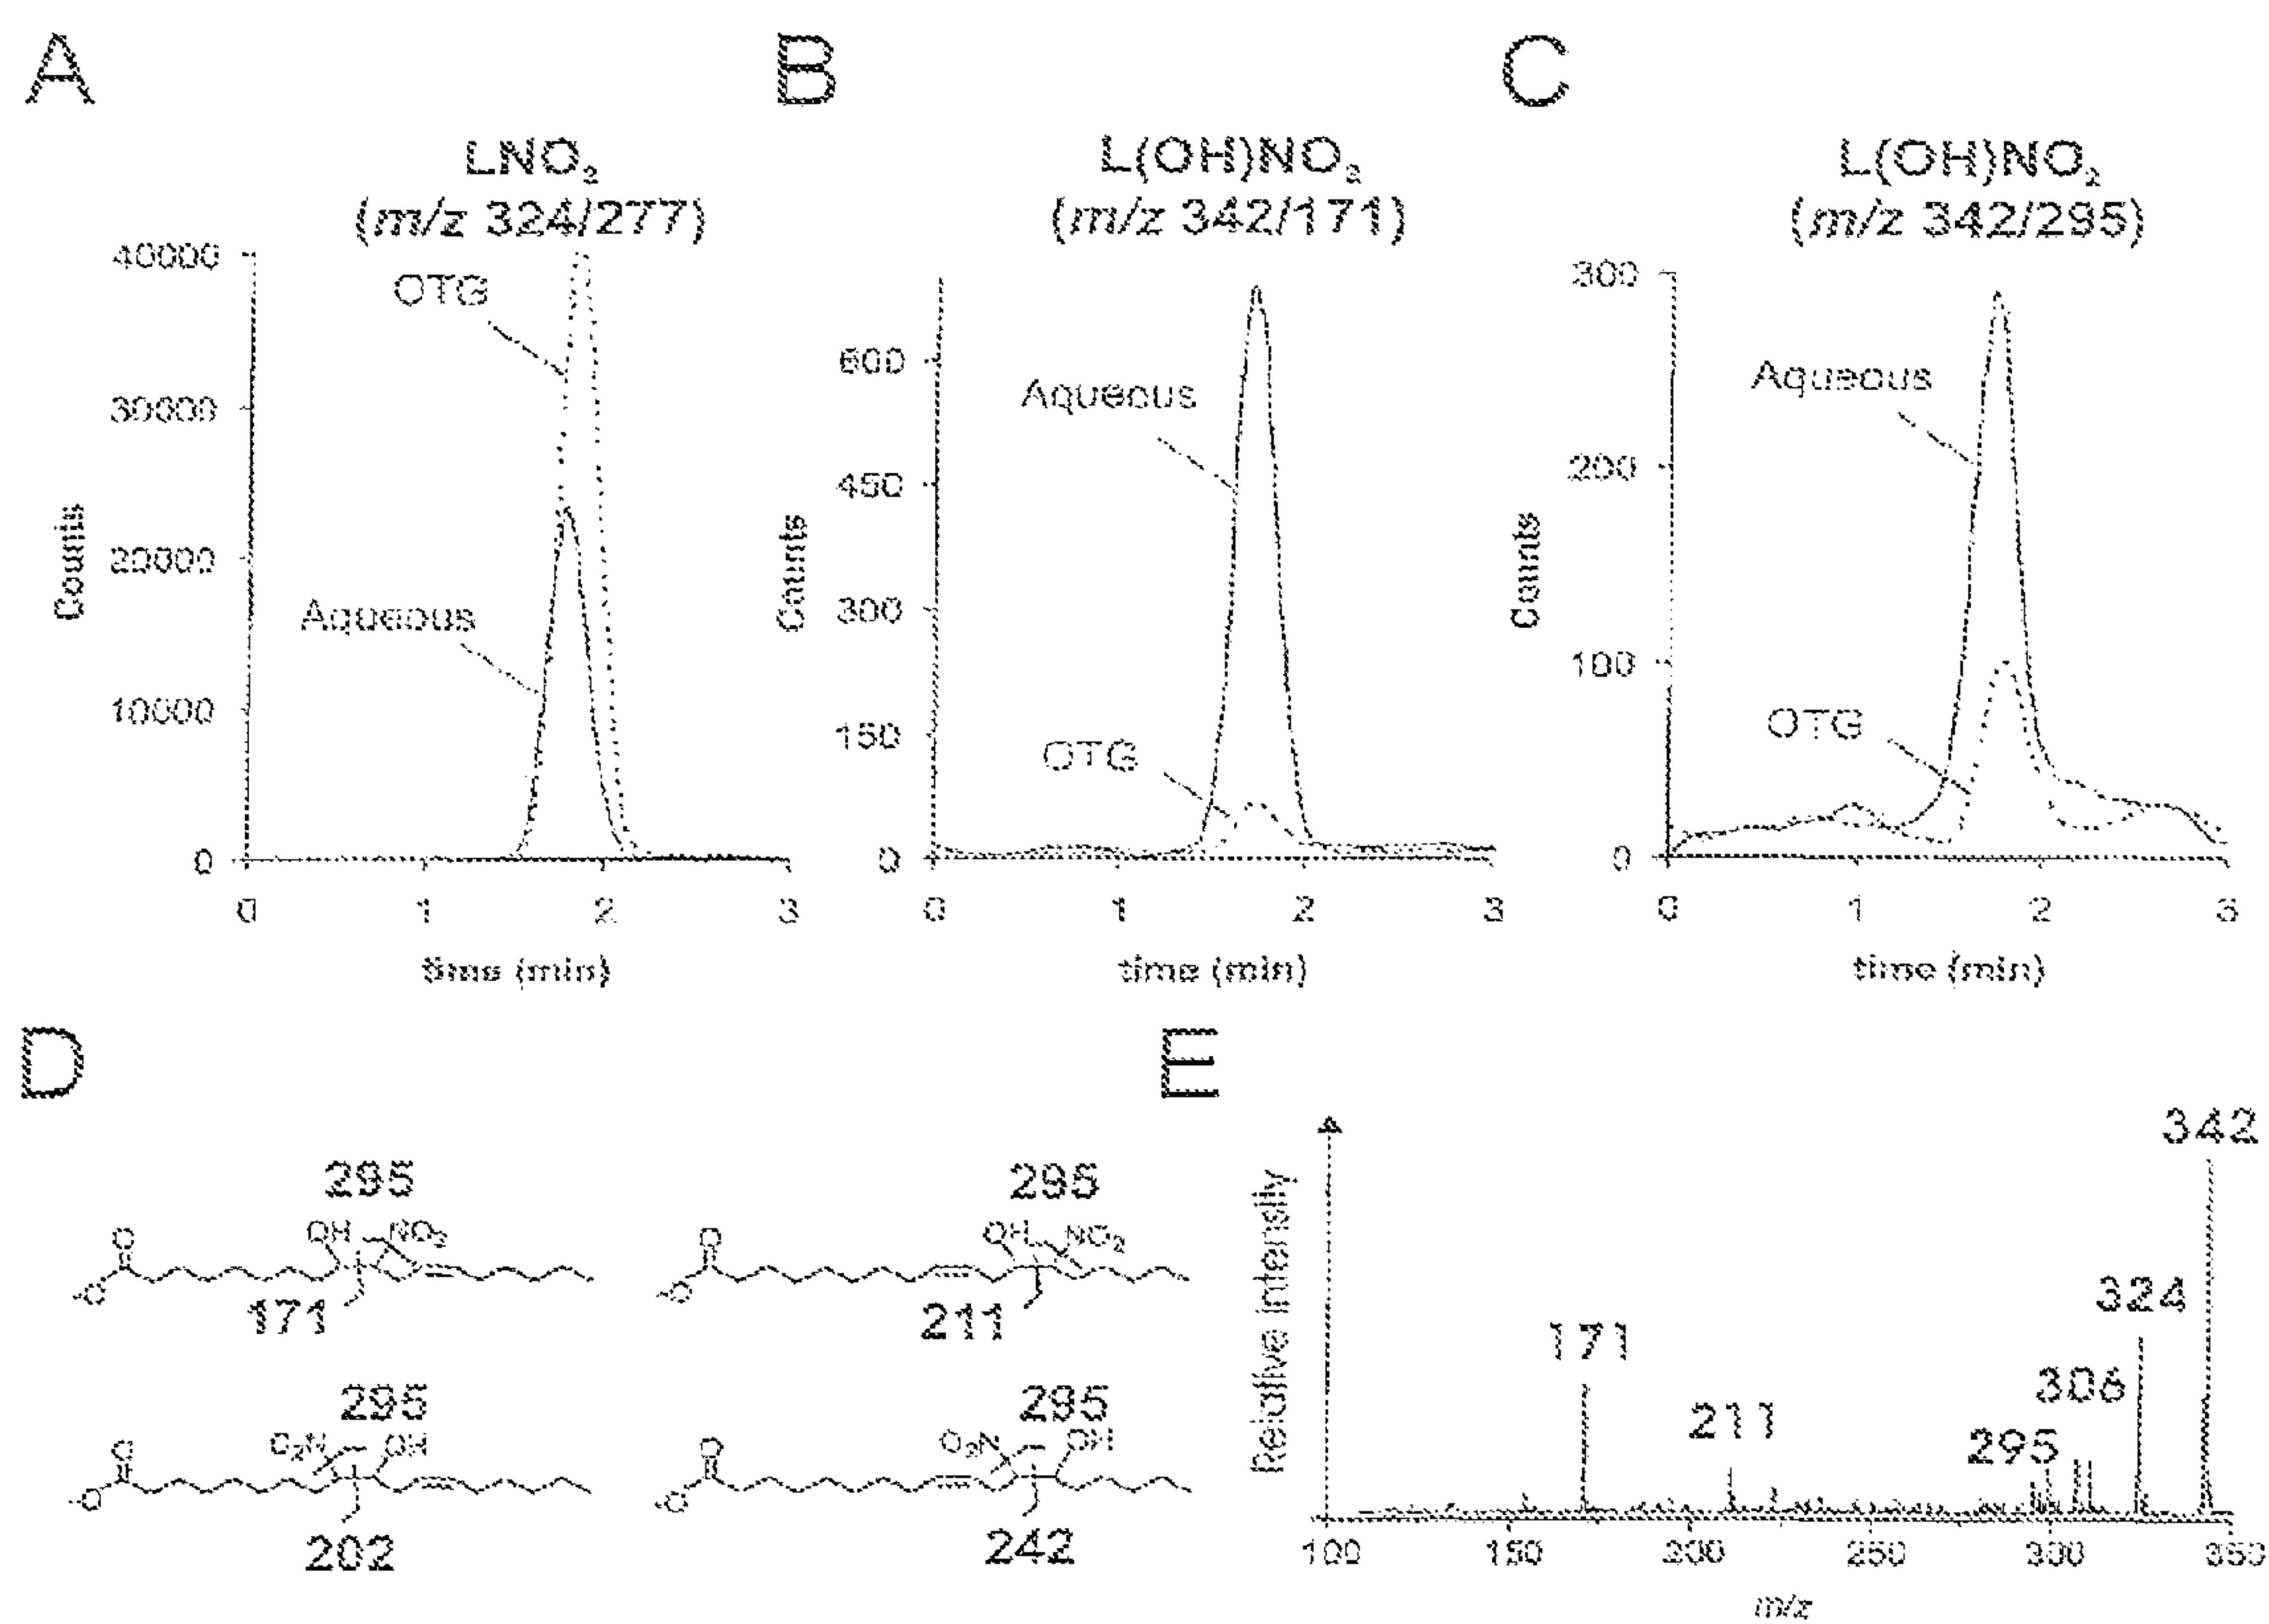 A
B
C
LNO₂
(m/z 324/277)
L(OH)NO₂
(m/z 342/171)
L(OH)NO₂
(m/z 342/295)
40000
30000
20000
10000
0
Counts
OTG
Aqueous
0 1 2 3
time (min)
600
450
300
150
0
Counts
Aqueous
OTG
0 1 2 3
time (min)
300
200
100
0
Counts
Aqueous
OTG
0 1 2 3
time (min)
D
E
295
O
OH
NO₂
-O
171
295
O
OH
NO₂
-O
211
295
O₂N
OH
O
-O
202
295
O₂N
OH
O
-O
242
Relative intensity
342
324
306
295
211
171
100 150 200 250 300 350
m/z